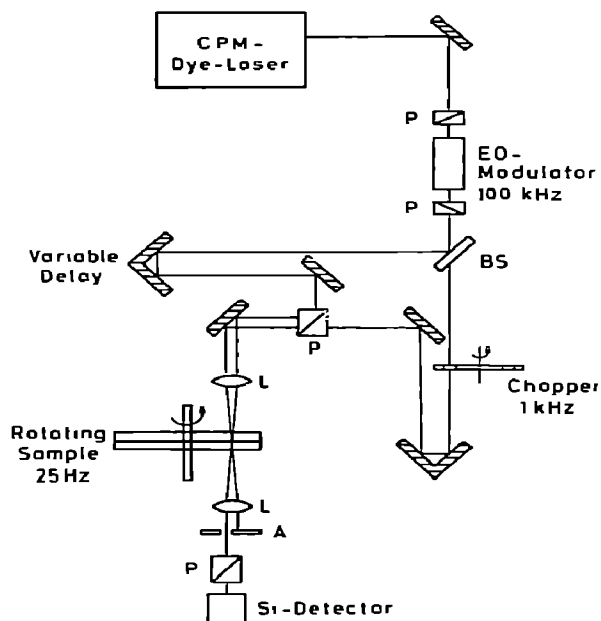 CPM-
Dye-Laser
P
EO-
Modulator
100 kHz
P
Variable
Delay
BS
P
L
Chopper
1 kHz
Rotating
Sample
25 Hz
L
A
P
Si-Detector